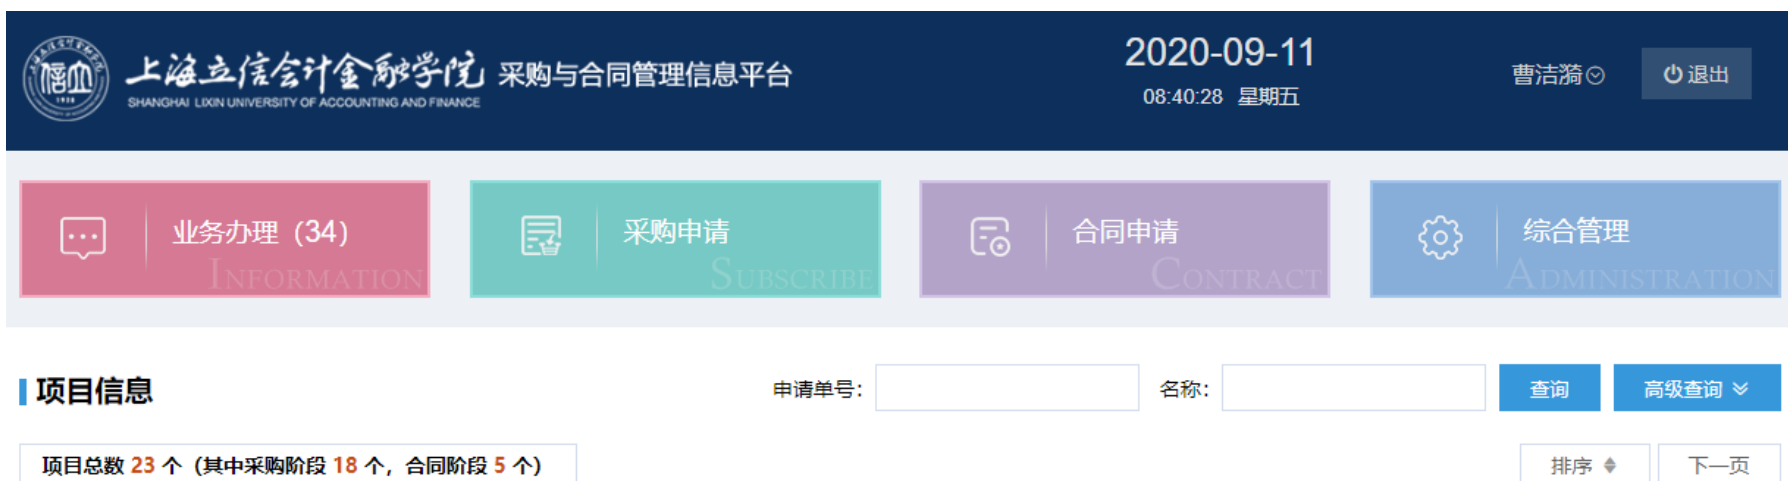 上海立信会计金融学院 采购与合同管理信息平台
SHANGHAI LIXIN UNIVERSITY OF ACCOUNTING AND FINANCE
1928
2020-09-11
08:40:28 星期五
曹洁漪
退出
业务办理 (34)
INFORMATION
采购申请
SUBSCRIBE
合同申请
CONTRACT
综合管理
ADMINISTRATION
项目信息
申请单号:
名称:
查询
高级查询
项目总数 23 个 (其中采购阶段 18 个, 合同阶段 5 个)
排序
下一页